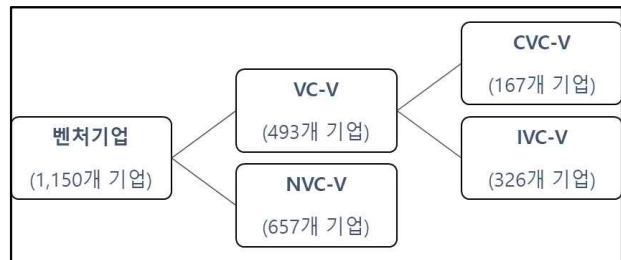 벤처기업
(1,150개 기업)
VC-V
(493개 기업)
NVC-V
(657개 기업)
CVC-V
(167개 기업)
IVC-V
(326개 기업)